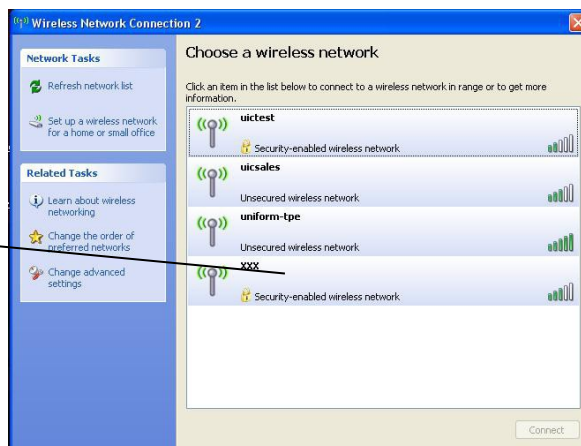 Wireless Network Connection 2
Network Tasks
Refresh network list
Set up a wireless network
for a home or small office
Related Tasks
Learn about wireless
networking
Change the order of
preferred networks
Change advanced
settings
Choose a wireless network
Click an item in the list below to connect to a wireless network in range or to get more
information.
uictest
Security-enabled wireless network
uicsales
Unsecured wireless network
uniform-tpe
Unsecured wireless network
XXX
Security-enabled wireless network
Connect